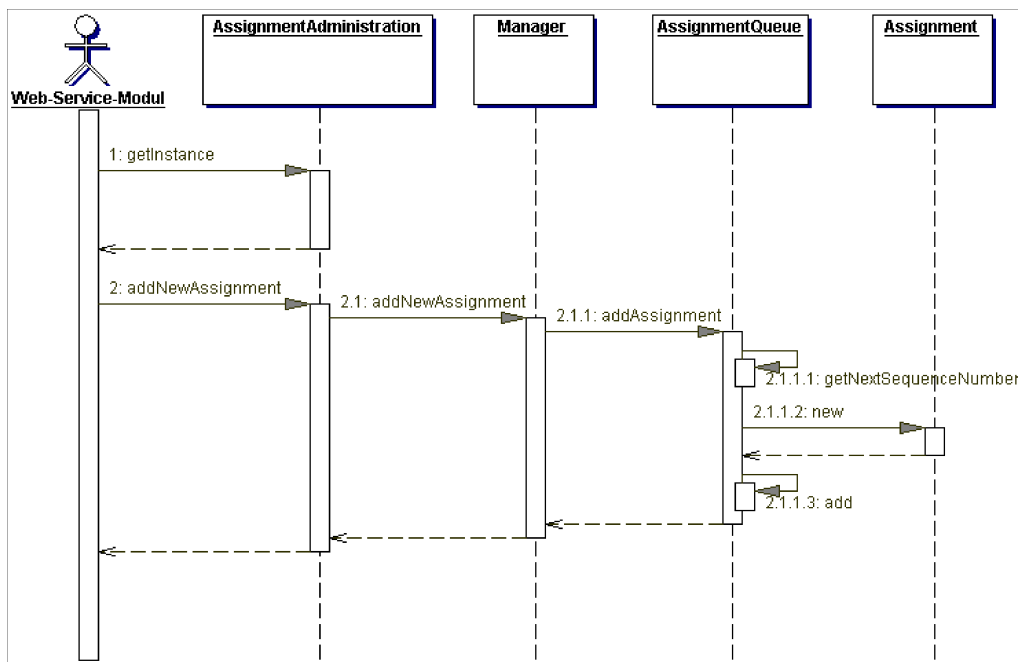 AssignmentAdministration
Manager
AssignmentQueue
Assignment
Web-Service-Modul
1: getInstance
2: addNewAssignment
2.1: addNewAssignment
2.1.1: addAssignment
2.1.1.1: getNextSequenceNumber
2.1.1.2: new
2.1.1.3: add